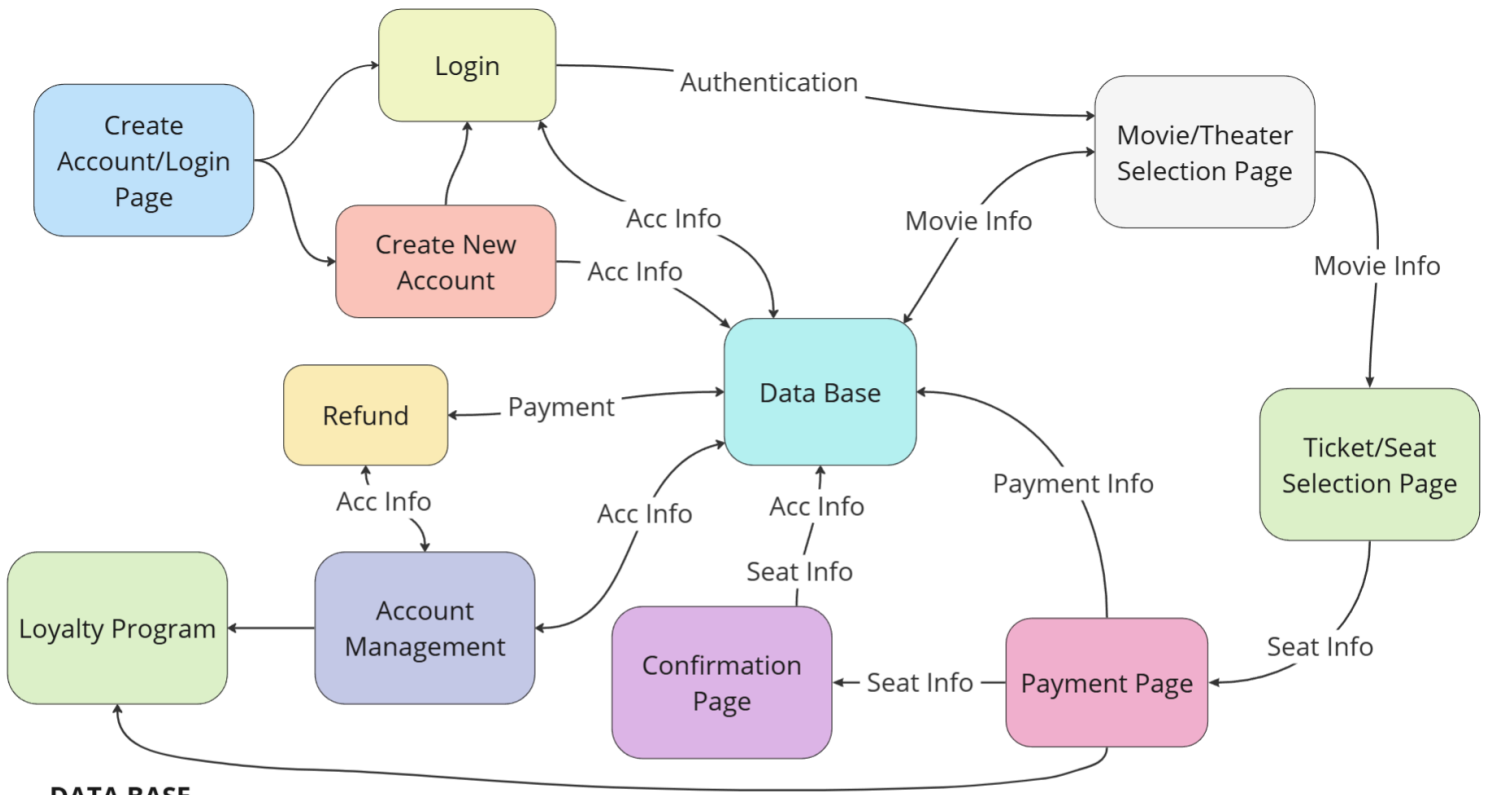 Login
Authentication
Create
Account/Login
Page
Movie/Theater
Selection Page
Acc Info
Movie Info
Create New
Account
Acc Info
Movie Info
Data Base
Refund
Payment
Ticket/Seat
Selection Page
Payment Info
Acc Info
Acc Info
Acc Info
Seat Info
Loyalty Program
Account
Management
Confirmation
Page
Seat Info
Payment Page
Seat Info
DATA BASE